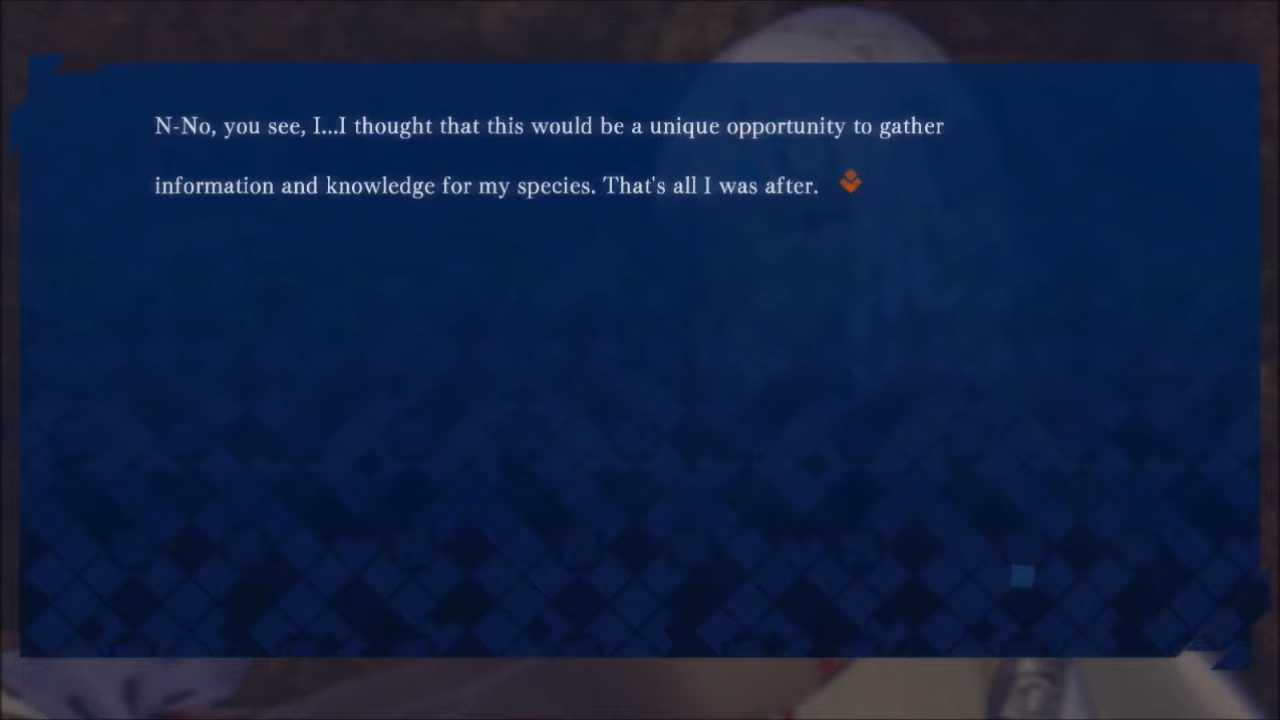 N-No, you see, I...I thought that this would be a unique opportunity to gather
information and knowledge for my species. That's all I was after.